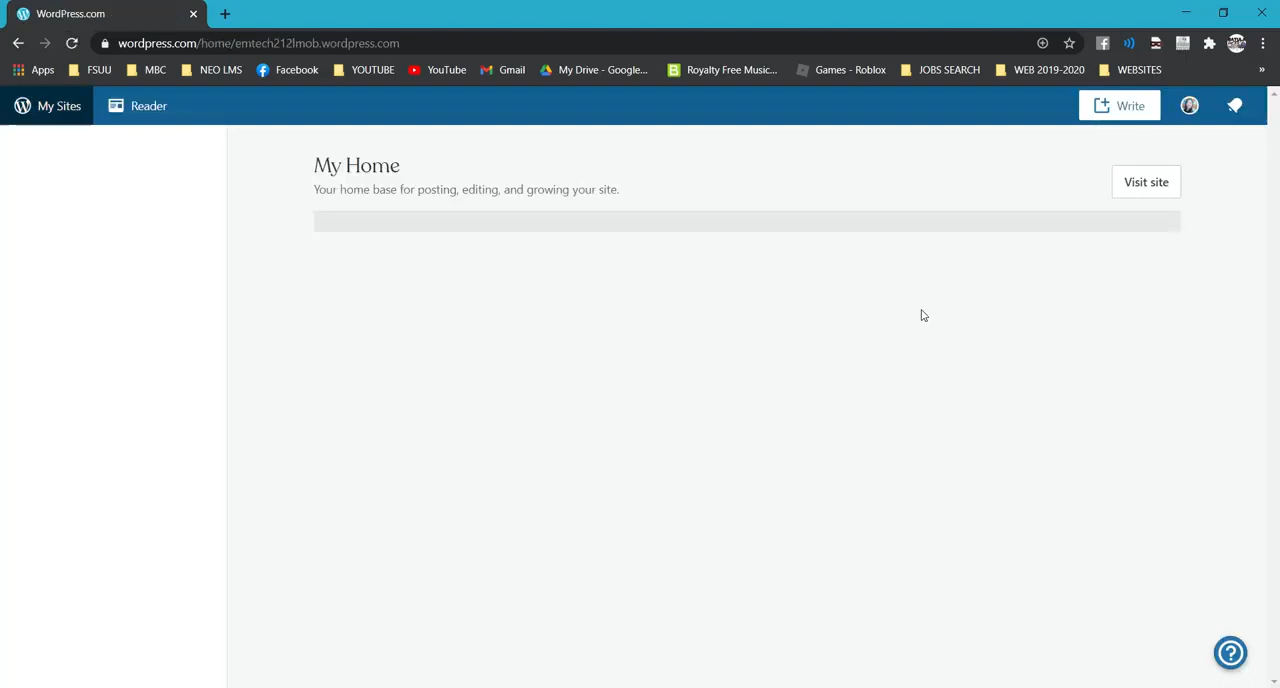 WordPress.com
wordpress.com/home/emtech212lmob.wordpress.com
Apps FSUU MBC NEO LMS Facebook YOUTUBE YouTube Gmail My Drive - Google... Royalty Free Music... Games - Roblox JOBS SEARCH WEB 2019-2020 WEBSITES »
My Sites Reader Write
My Home
Your home base for posting, editing, and growing your site.
Visit site